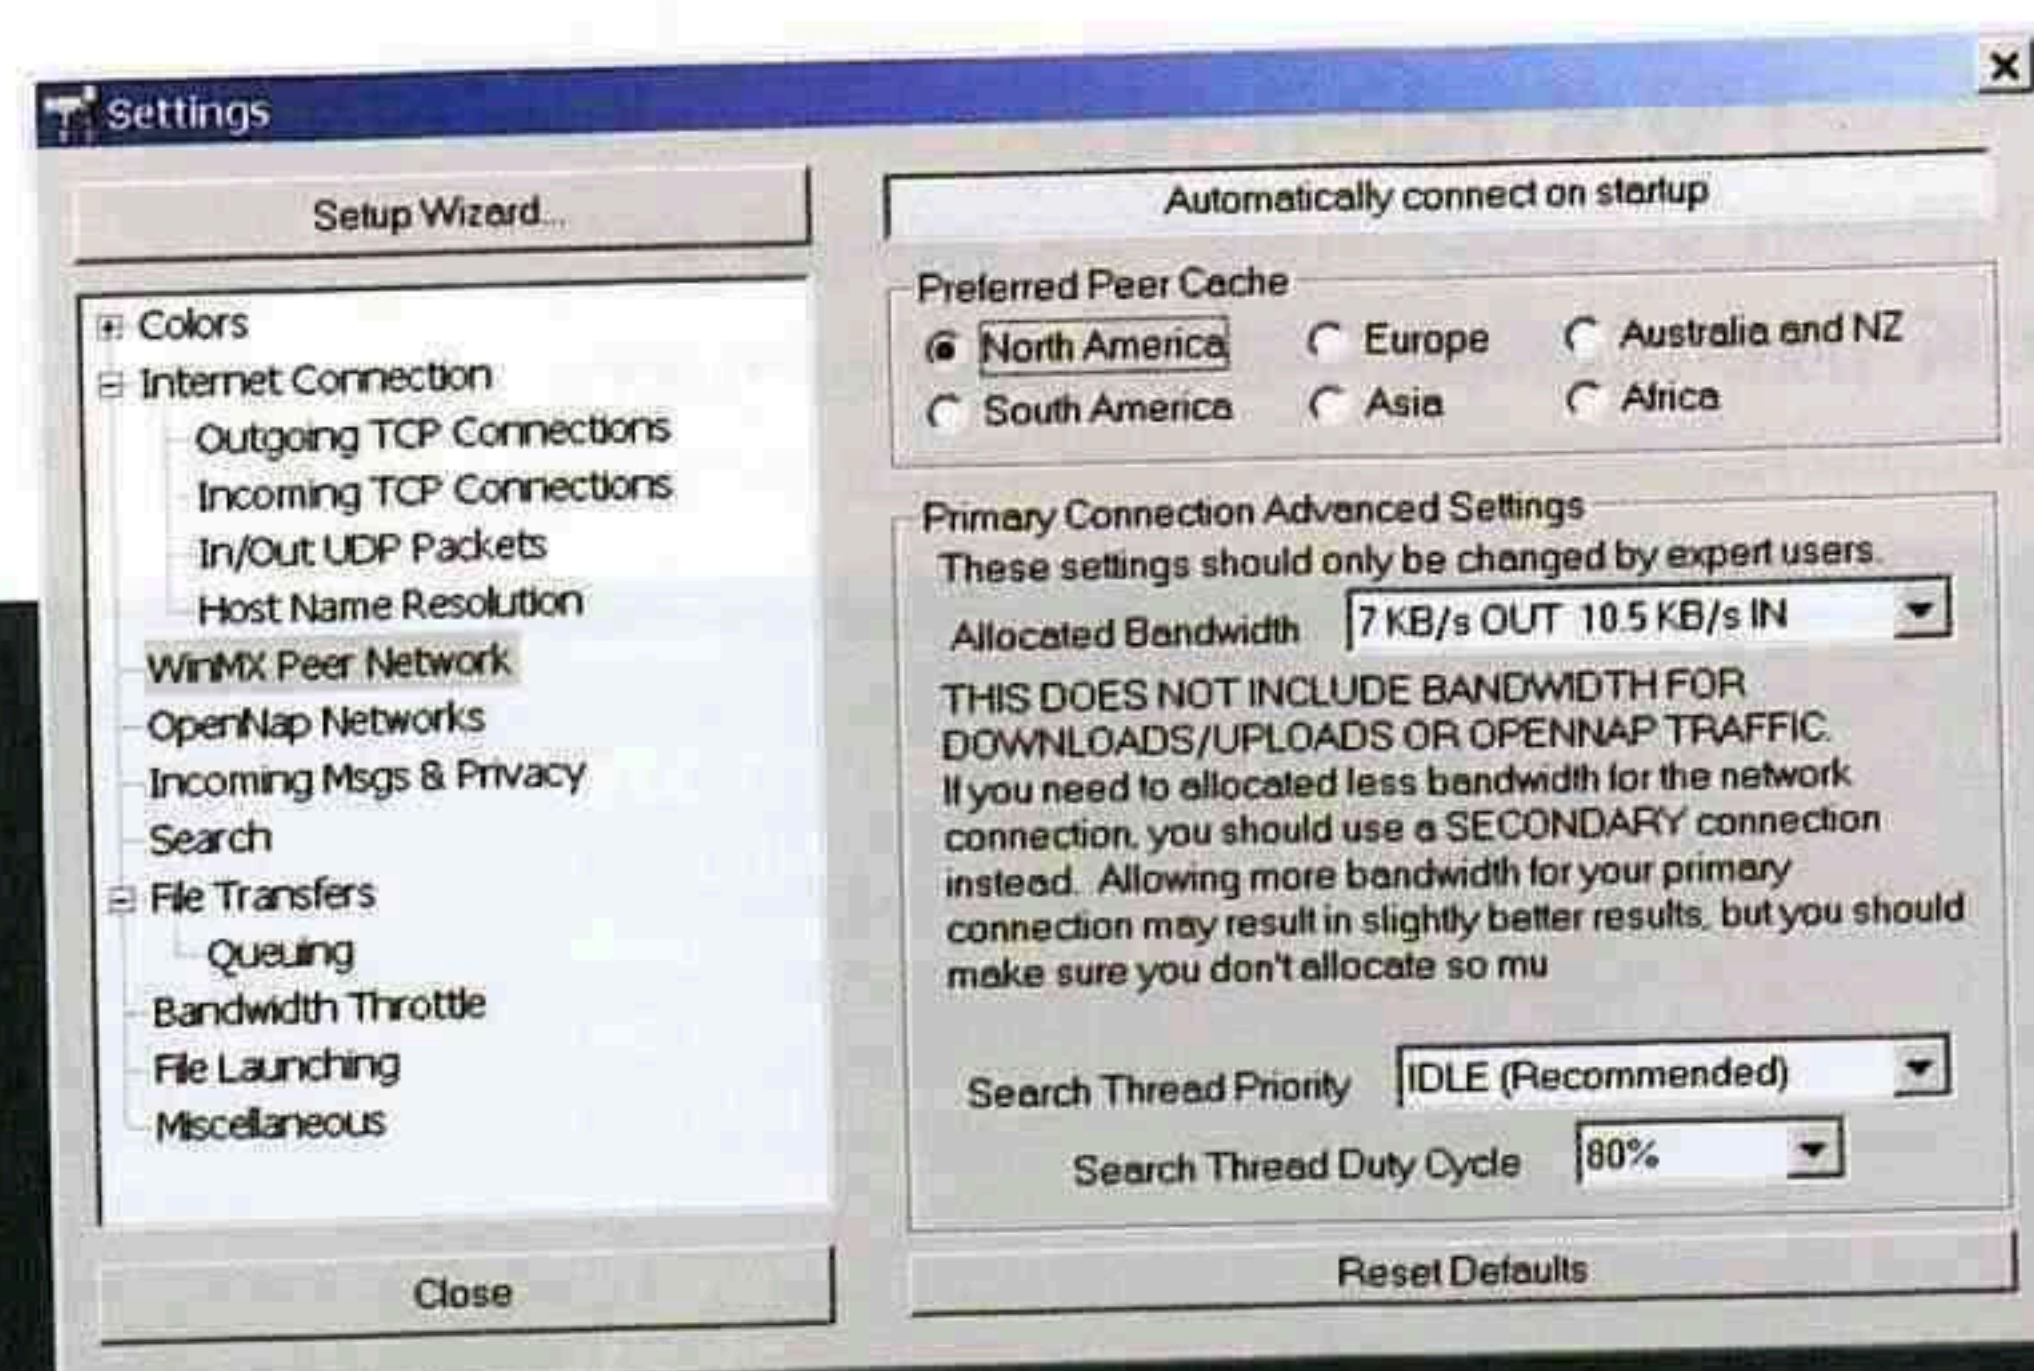 Settings
Setup Wizard...
Colors
Internet Connection
Outgoing TCP Connections
Incoming TCP Connections
In/Out UDP Packets
Host Name Resolution
WinMX Peer Network
OpenNap Networks
Incoming Msgs & Privacy
Search
File Transfers
Queuing
Bandwidth Throttle
File Launching
Miscellaneous
Close
Automatically connect on startup
Preferred Peer Cache
North America Europe Australia and NZ
South America Asia Africa
Primary Connection Advanced Settings
These settings should only be changed by expert users.
Allocated Bandwidth 7 KB/s OUT 10.5 KB/s IN
THIS DOES NOT INCLUDE BANDWIDTH FOR
DOWNLOADS/UPLOADS OR OPENNAP TRAFFIC.
If you need to allocated less bandwidth for the network
connection, you should use a SECONDARY connection
instead. Allowing more bandwidth for your primary
connection may result in slightly better results, but you should
make sure you don't allocate so mu
Search Thread Priority IDLE (Recommended)
Search Thread Duty Cycle 80%
Reset Defaults